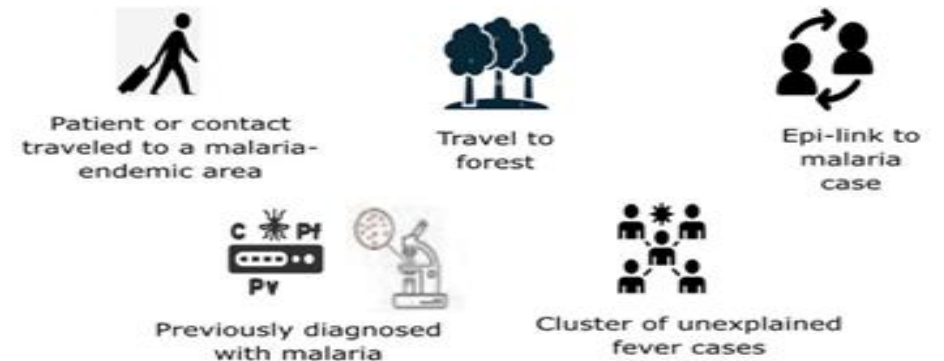 Patient or contact
traveled to a malaria-
endemic area
Travel to
forest
Epi-link to
malaria
case
C Pf
Pv
Previously diagnosed
with malaria
Cluster of unexplained
fever cases